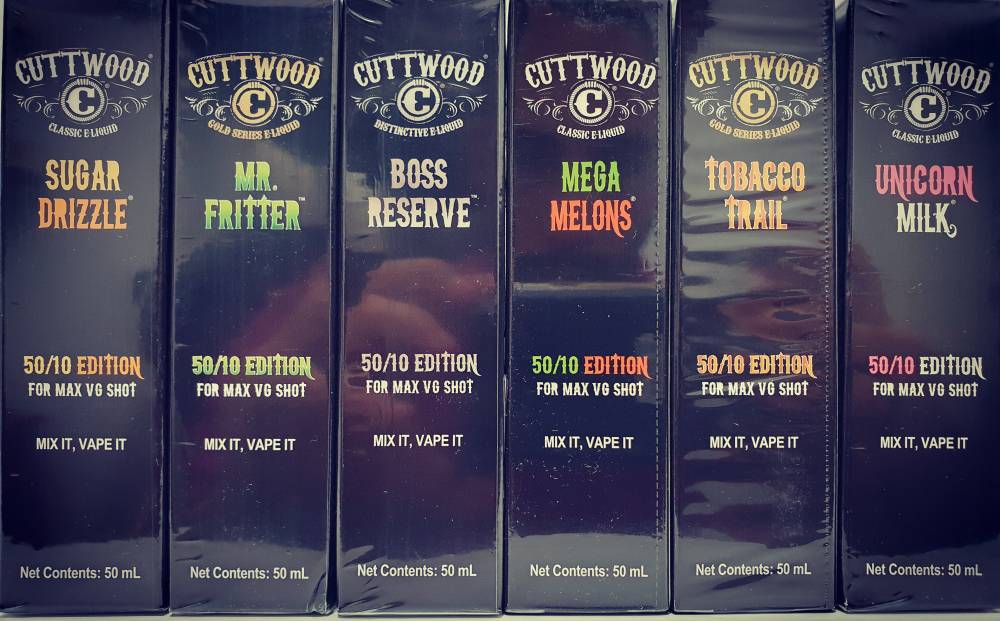 CUTTWOOD®
C
CLASSIC E-LIQUID
SUGAR
DRIZZLE®
50/10 EDITION
FOR MAX VG SHOT
MIX IT, VAPE IT
Net Contents: 50 mL
CUTTWOOD®
C
GOLD SERIES E-LIQUID
MR.
FRITTER™
50/10 EDITION
FOR MAX VG SHOT
MIX IT, VAPE IT
Net Contents: 50 mL
CUTTWOOD®
C
DISTINCTIVE E-LIQUID
BOSS
RESERVE™
50/10 EDITION
FOR MAX VG SHOT
MIX IT, VAPE IT
Net Contents: 50 mL
CUTTWOOD®
C
CLASSIC E-LIQUID
MEGA
MELONS®
50/10 EDITION
FOR MAX VG SHOT
MIX IT, VAPE IT
Net Contents: 50 mL
CUTTWOOD®
C
GOLD SERIES E-LIQUID
TOBACCO
TRAIL®
50/10 EDITION
FOR MAX VG SHOT
MIX IT, VAPE IT
Net Contents: 50 mL
CUTTWOOD®
C
CLASSIC E-LIQUID
UNICORN
MILK®
50/10 EDITION
FOR MAX VG SHOT
MIX IT, VAPE IT
Net Contents: 50 mL